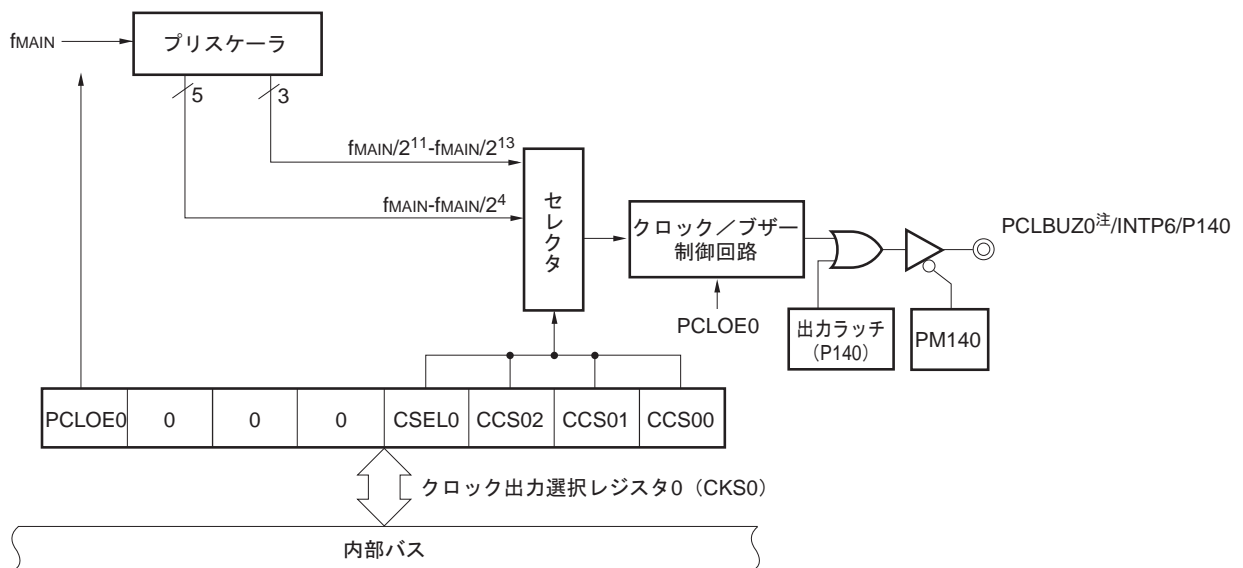 fMAIN
プリスケーラ
5
3
fMAIN/2¹¹-fMAIN/2¹³
fMAIN-fMAIN/2⁴
セレクタ
クロック/ブザー
制御回路
PCLOE0
PCLBUZ0注/INTP6/P140
出力ラッチ
(P140)
PM140
PCLOE0 0 0 0 CSEL0 CCS02 CCS01 CCS00
クロック出力選択レジスタ0(CKS0)
内部バス